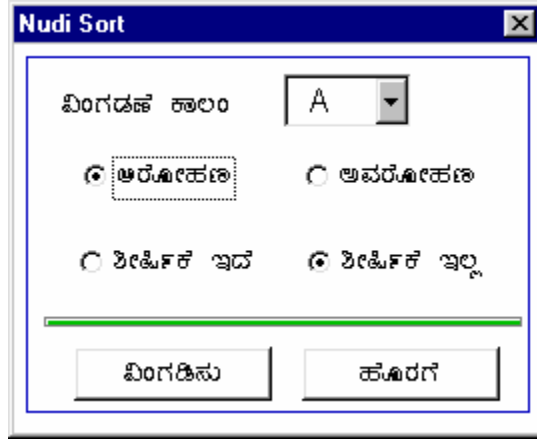 Nudi Sort
ವಿಂಗಡಣೆ ಕಾಲಂ A
ಆರೋಹಣ ಅವರೋಹಣ
ಶೀರ್ಷಿಕೆ ಇದೆ ಶೀರ್ಷಿಕೆ ಇಲ್ಲ
ವಿಂಗಡಿಸು ಹೊರಗೆ